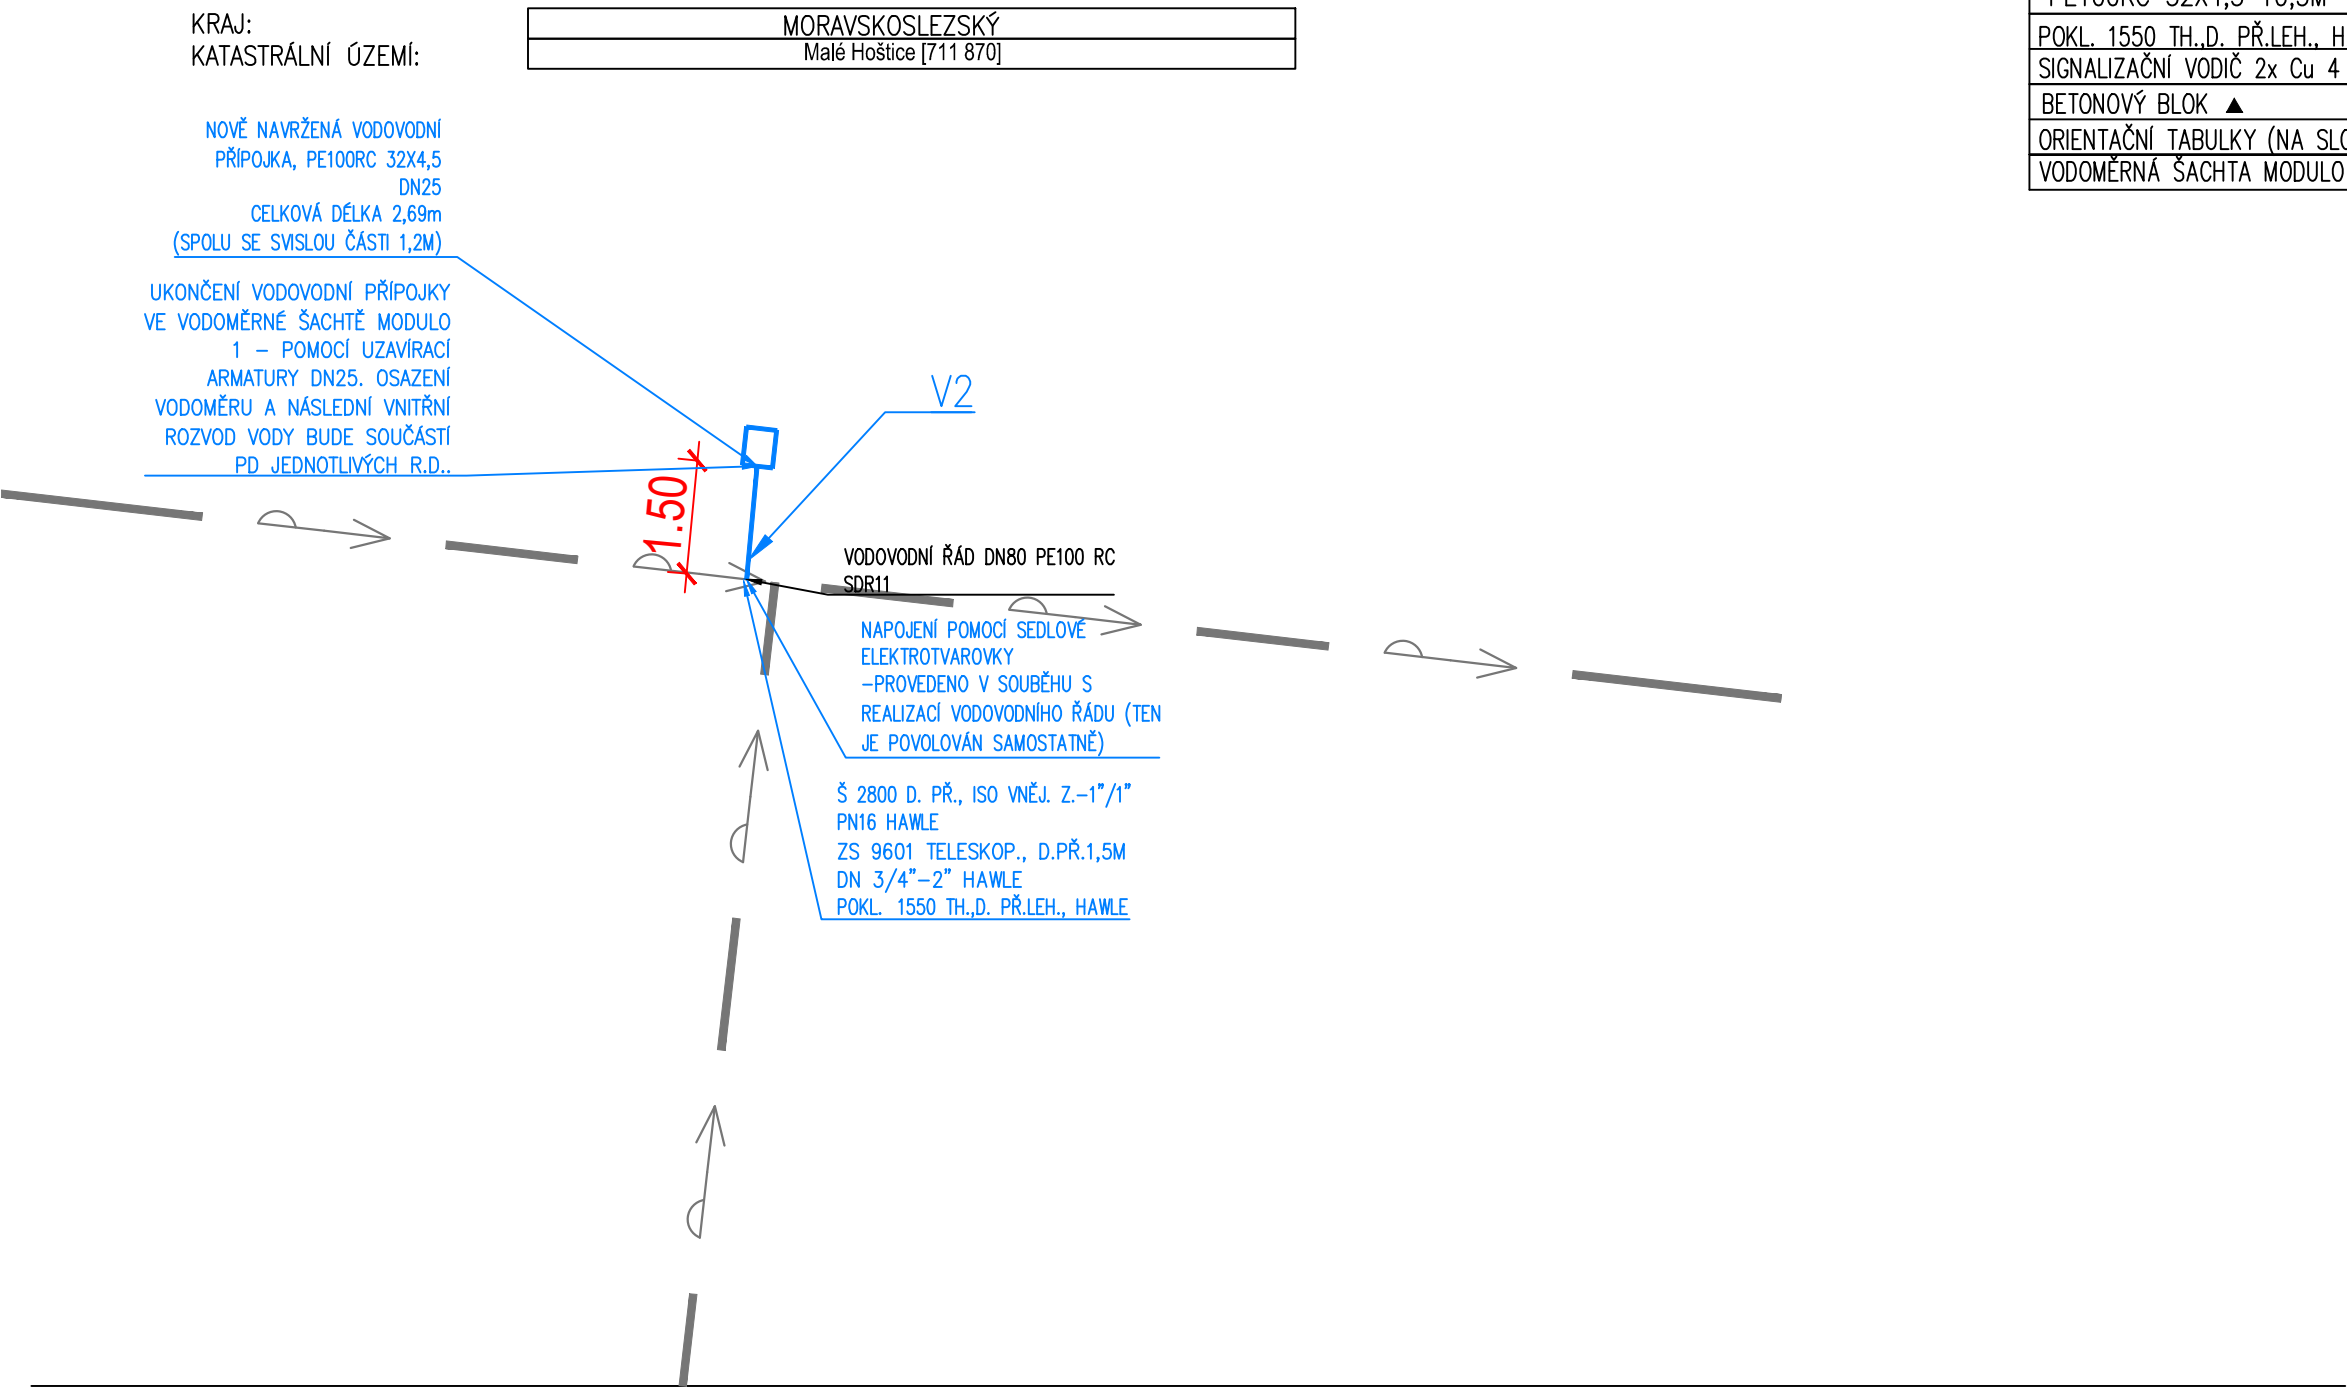 KRAJ:
MORAVSKOSLEZSKÝ
KATASTRÁLNÍ ÚZEMÍ:
Malé Hoštice [711 870]
POKL. 1550 TH.,D. PŘ.LEH., H
SIGNALIZAČNÍ VODIČ 2x Cu 4
BETONOVÝ BLOK ▲
ORIENTAČNÍ TABULKY (NA SLO
VODOMĚRNÁ ŠACHTA MODULO
NOVĚ NAVRŽENÁ VODOVODNÍ
PŘÍPOJKA, PE100RC 32X4,5
DN25
CELKOVÁ DÉLKA 2,69m
(SPOLU SE SVISLOU ČÁSTI 1,2M)
UKONČENÍ VODOVODNÍ PŘÍPOJKY
VE VODOMĚRNÉ ŠACHTĚ MODULO
1 – POMOCÍ UZAVÍRACÍ
ARMATURY DN25. OSAZENÍ
VODOMĚRU A NÁSLEDNÍ VNITŘNÍ
ROZVOD VODY BUDE SOUČÁSTÍ
PD JEDNOTLIVÝCH R.D..
V2
1.50
VODOVODNÍ ŘÁD DN80 PE100 RC
SDR11
NAPOJENÍ POMOCÍ SEDLOVÉ
ELEKTROTVAROVKY
–PROVEDENO V SOUBĚHU S
REALIZACÍ VODOVODNÍHO ŘÁDU (TEN
JE POVOLOVÁN SAMOSTATNĚ)
Š 2800 D. PŘ., ISO VNĚJ. Z.–1"/1"
PN16 HAWLE
ZS 9601 TELESKOP., D.PŘ.1,5M
DN 3/4"–2" HAWLE
POKL. 1550 TH.,D. PŘ.LEH., HAWLE